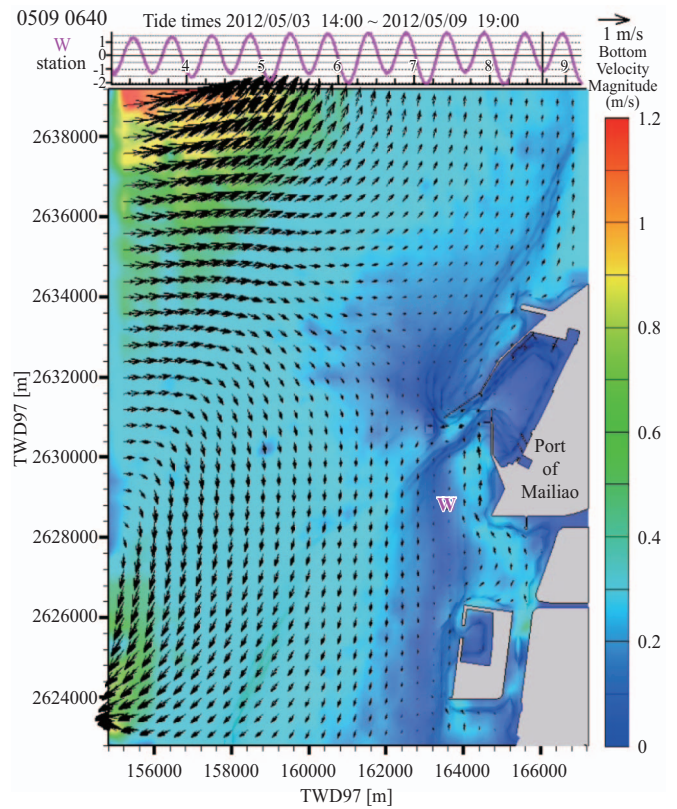 0509 0640
Tide times 2012/05/03 14:00 ~ 2012/05/09 19:00
W
station
1
0
-1
-2
4
5
6
7
8
9
1 m/s
Bottom
Velocity
Magnitude
(m/s)
1.2
1
0.8
0.6
0.4
0.2
0
TWD97 [m]
2638000
2636000
2634000
2632000
2630000
2628000
2626000
2624000
Port
of
Mailiao
W
156000 158000 160000 162000 164000 166000
TWD97 [m]